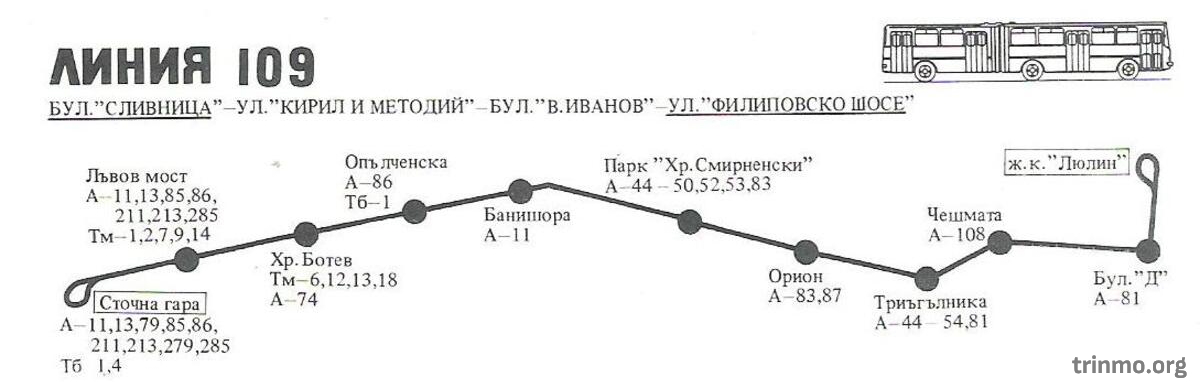 ЛИНИЯ 109
БУЛ."СЛИВНИЦА"–УЛ."КИРИЛ И МЕТОДИЙ"–БУЛ."В.ИВАНОВ"–УЛ."ФИЛИПОВСКО ШОСЕ"
Лъвов мост
А–11,13,85,86,
211,213,285
Тм–1,2,7,9,14
Сточна гара
А–11,13,79,85,86,
211,213,279,285
Тб 1,4
Хр.Ботев
Тм–6,12,13,18
А–74
Опълченска
А–86
Тб–1
Банишора
А–11
Парк "Хр.Смирненски"
А–44 – 50,52,53,83
Орион
А–83,87
Триъгълника
А–44 – 54,81
Чешмата
А–108
ж.к."Люлин"
Бул."Д"
А–81
trinmo.org